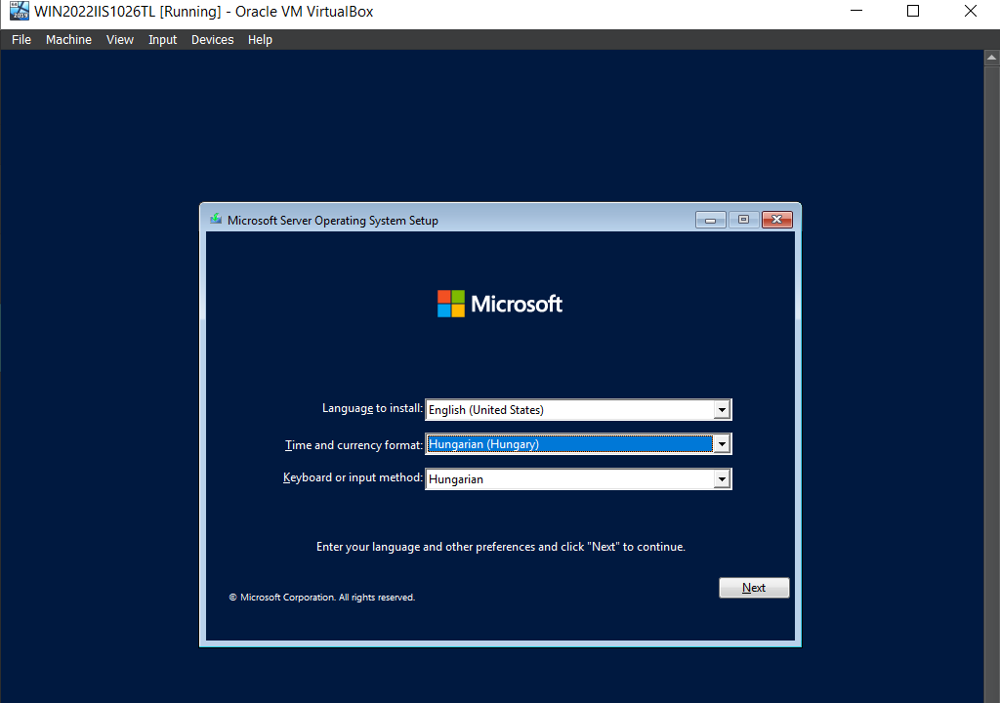 WIN2022IIS1026TL [Running] - Oracle VM VirtualBox
File Machine View Input Devices Help
Microsoft Server Operating System Setup
Microsoft
Language to install: English (United States)
Time and currency format: Hungarian (Hungary)
Keyboard or input method: Hungarian
Enter your language and other preferences and click "Next" to continue.
Next
© Microsoft Corporation. All rights reserved.